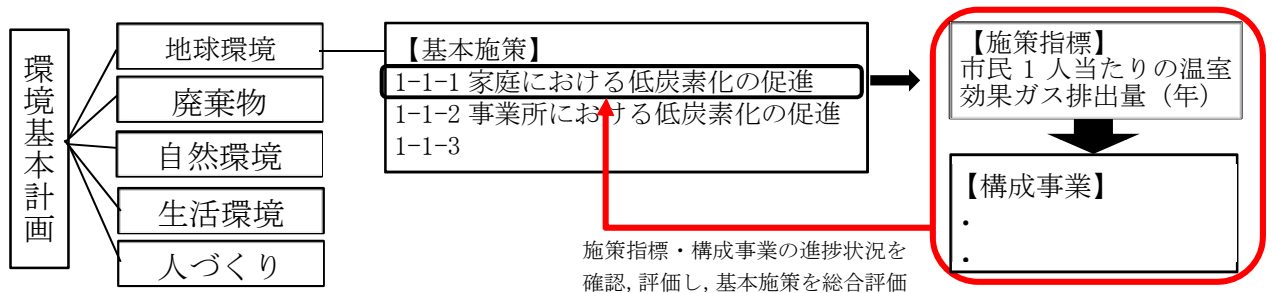 環境基本計画
地球環境
廃棄物
自然環境
生活環境
人づくり
【基本施策】
1-1-1 家庭における低炭素化の促進
1-1-2 事業所における低炭素化の促進
1-1-3
【施策指標】
市民 1 人当たりの温室
効果ガス排出量（年）
【構成事業】
・
・
施策指標・構成事業の進捗状況を
確認, 評価し, 基本施策を総合評価